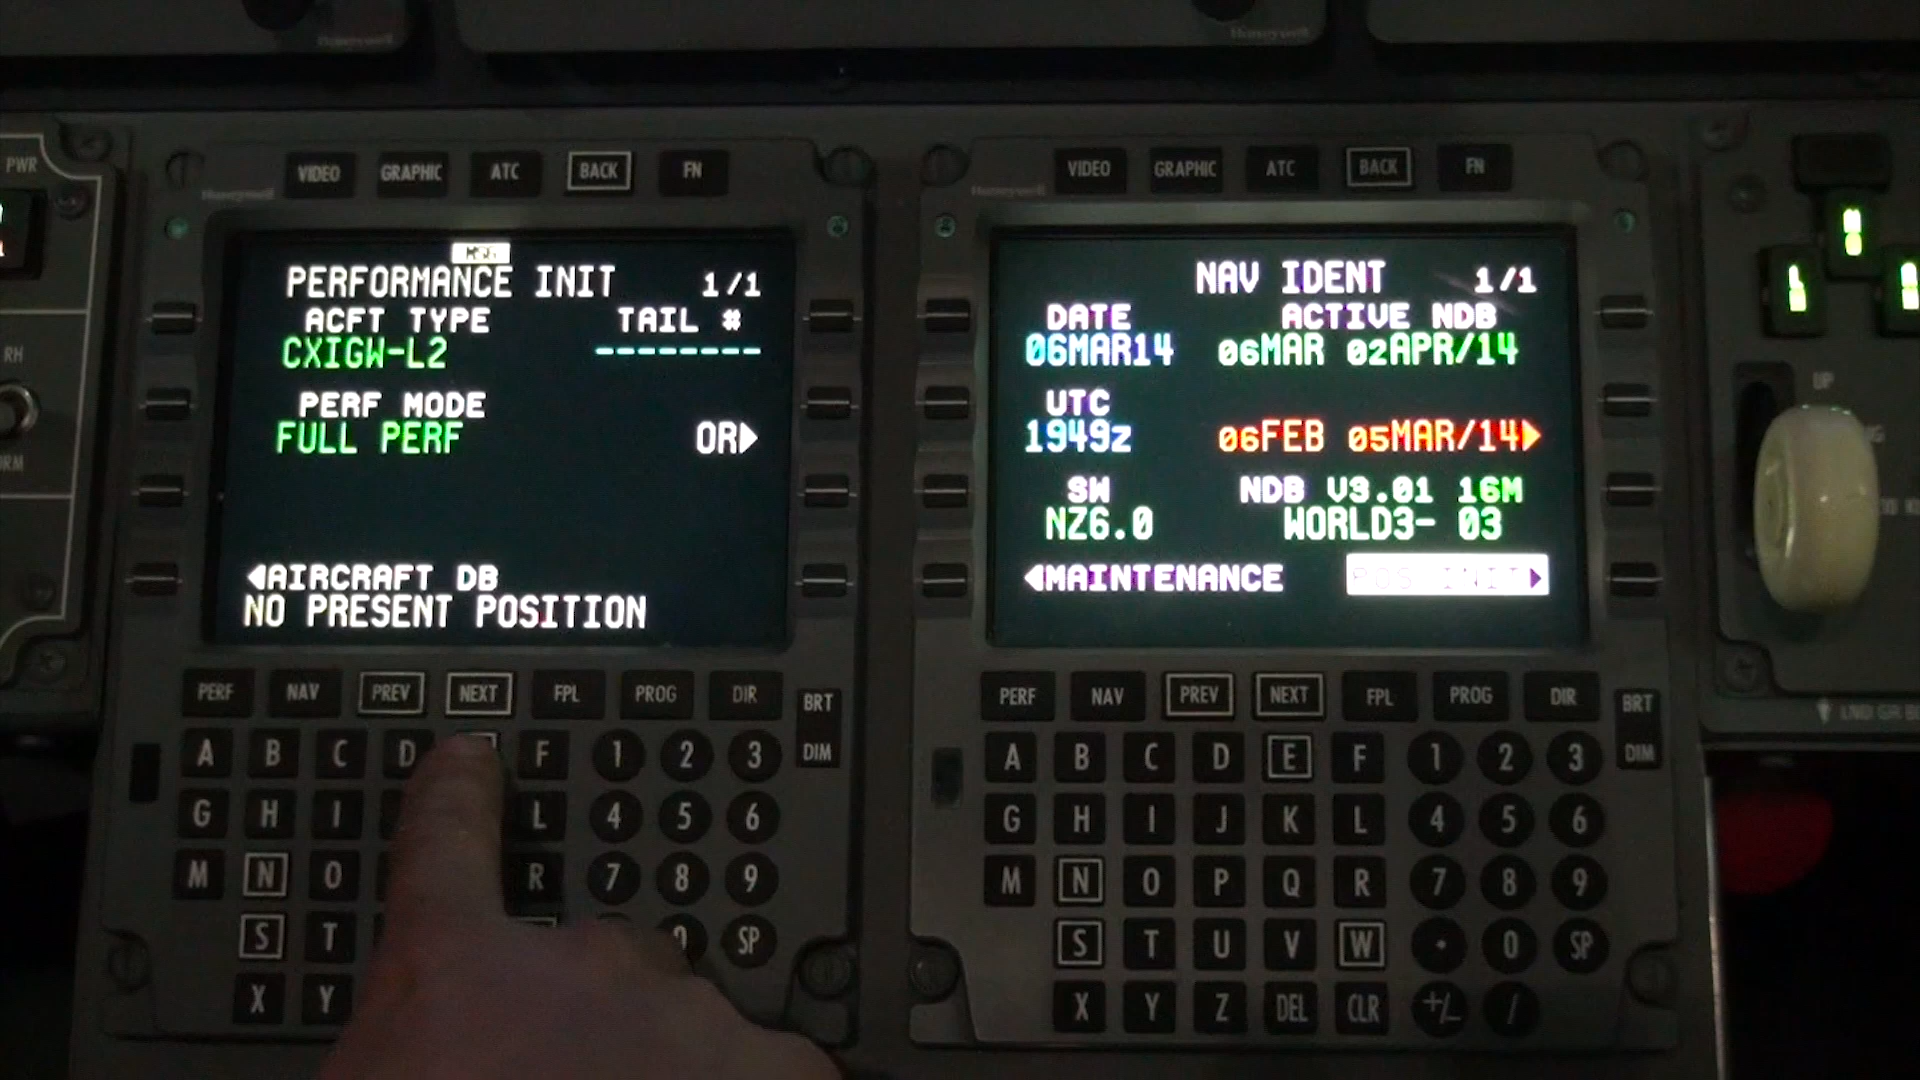 Honeywell
Honeywell
PWR
RH
VIDEO GRAPHIC ATC BACK FN
Honeywell
MSG
PERFORMANCE INIT 1/1
ACFT TYPE TAIL #
CXIGW-L2 --------
PERF MODE
FULL PERF OR▶
◀AIRCRAFT DB
NO PRESENT POSITION
PERF NAV PREV NEXT FPL PROG DIR
BRT
DIM
A B C D F 1 2 3
G H I L 4 5 6
M N O R 7 8 9
S T SP
X Y
VIDEO GRAPHIC ATC BACK FN
Honeywell
NAV IDENT 1/1
DATE ACTIVE NDB
06MAR14 06MAR 02APR/14
UTC
1949z 06FEB 05MAR/14▶
SW NDB V3.01 16M
NZ6.0 WORLD3- 03
◀MAINTENANCE POS INIT▶
PERF NAV PREV NEXT FPL PROG DIR
BRT
DIM
A B C D E F 1 2 3
G H I J K L 4 5 6
M N O P Q R 7 8 9
S T U V W • 0 SP
X Y Z DEL CLR +/- /
UP